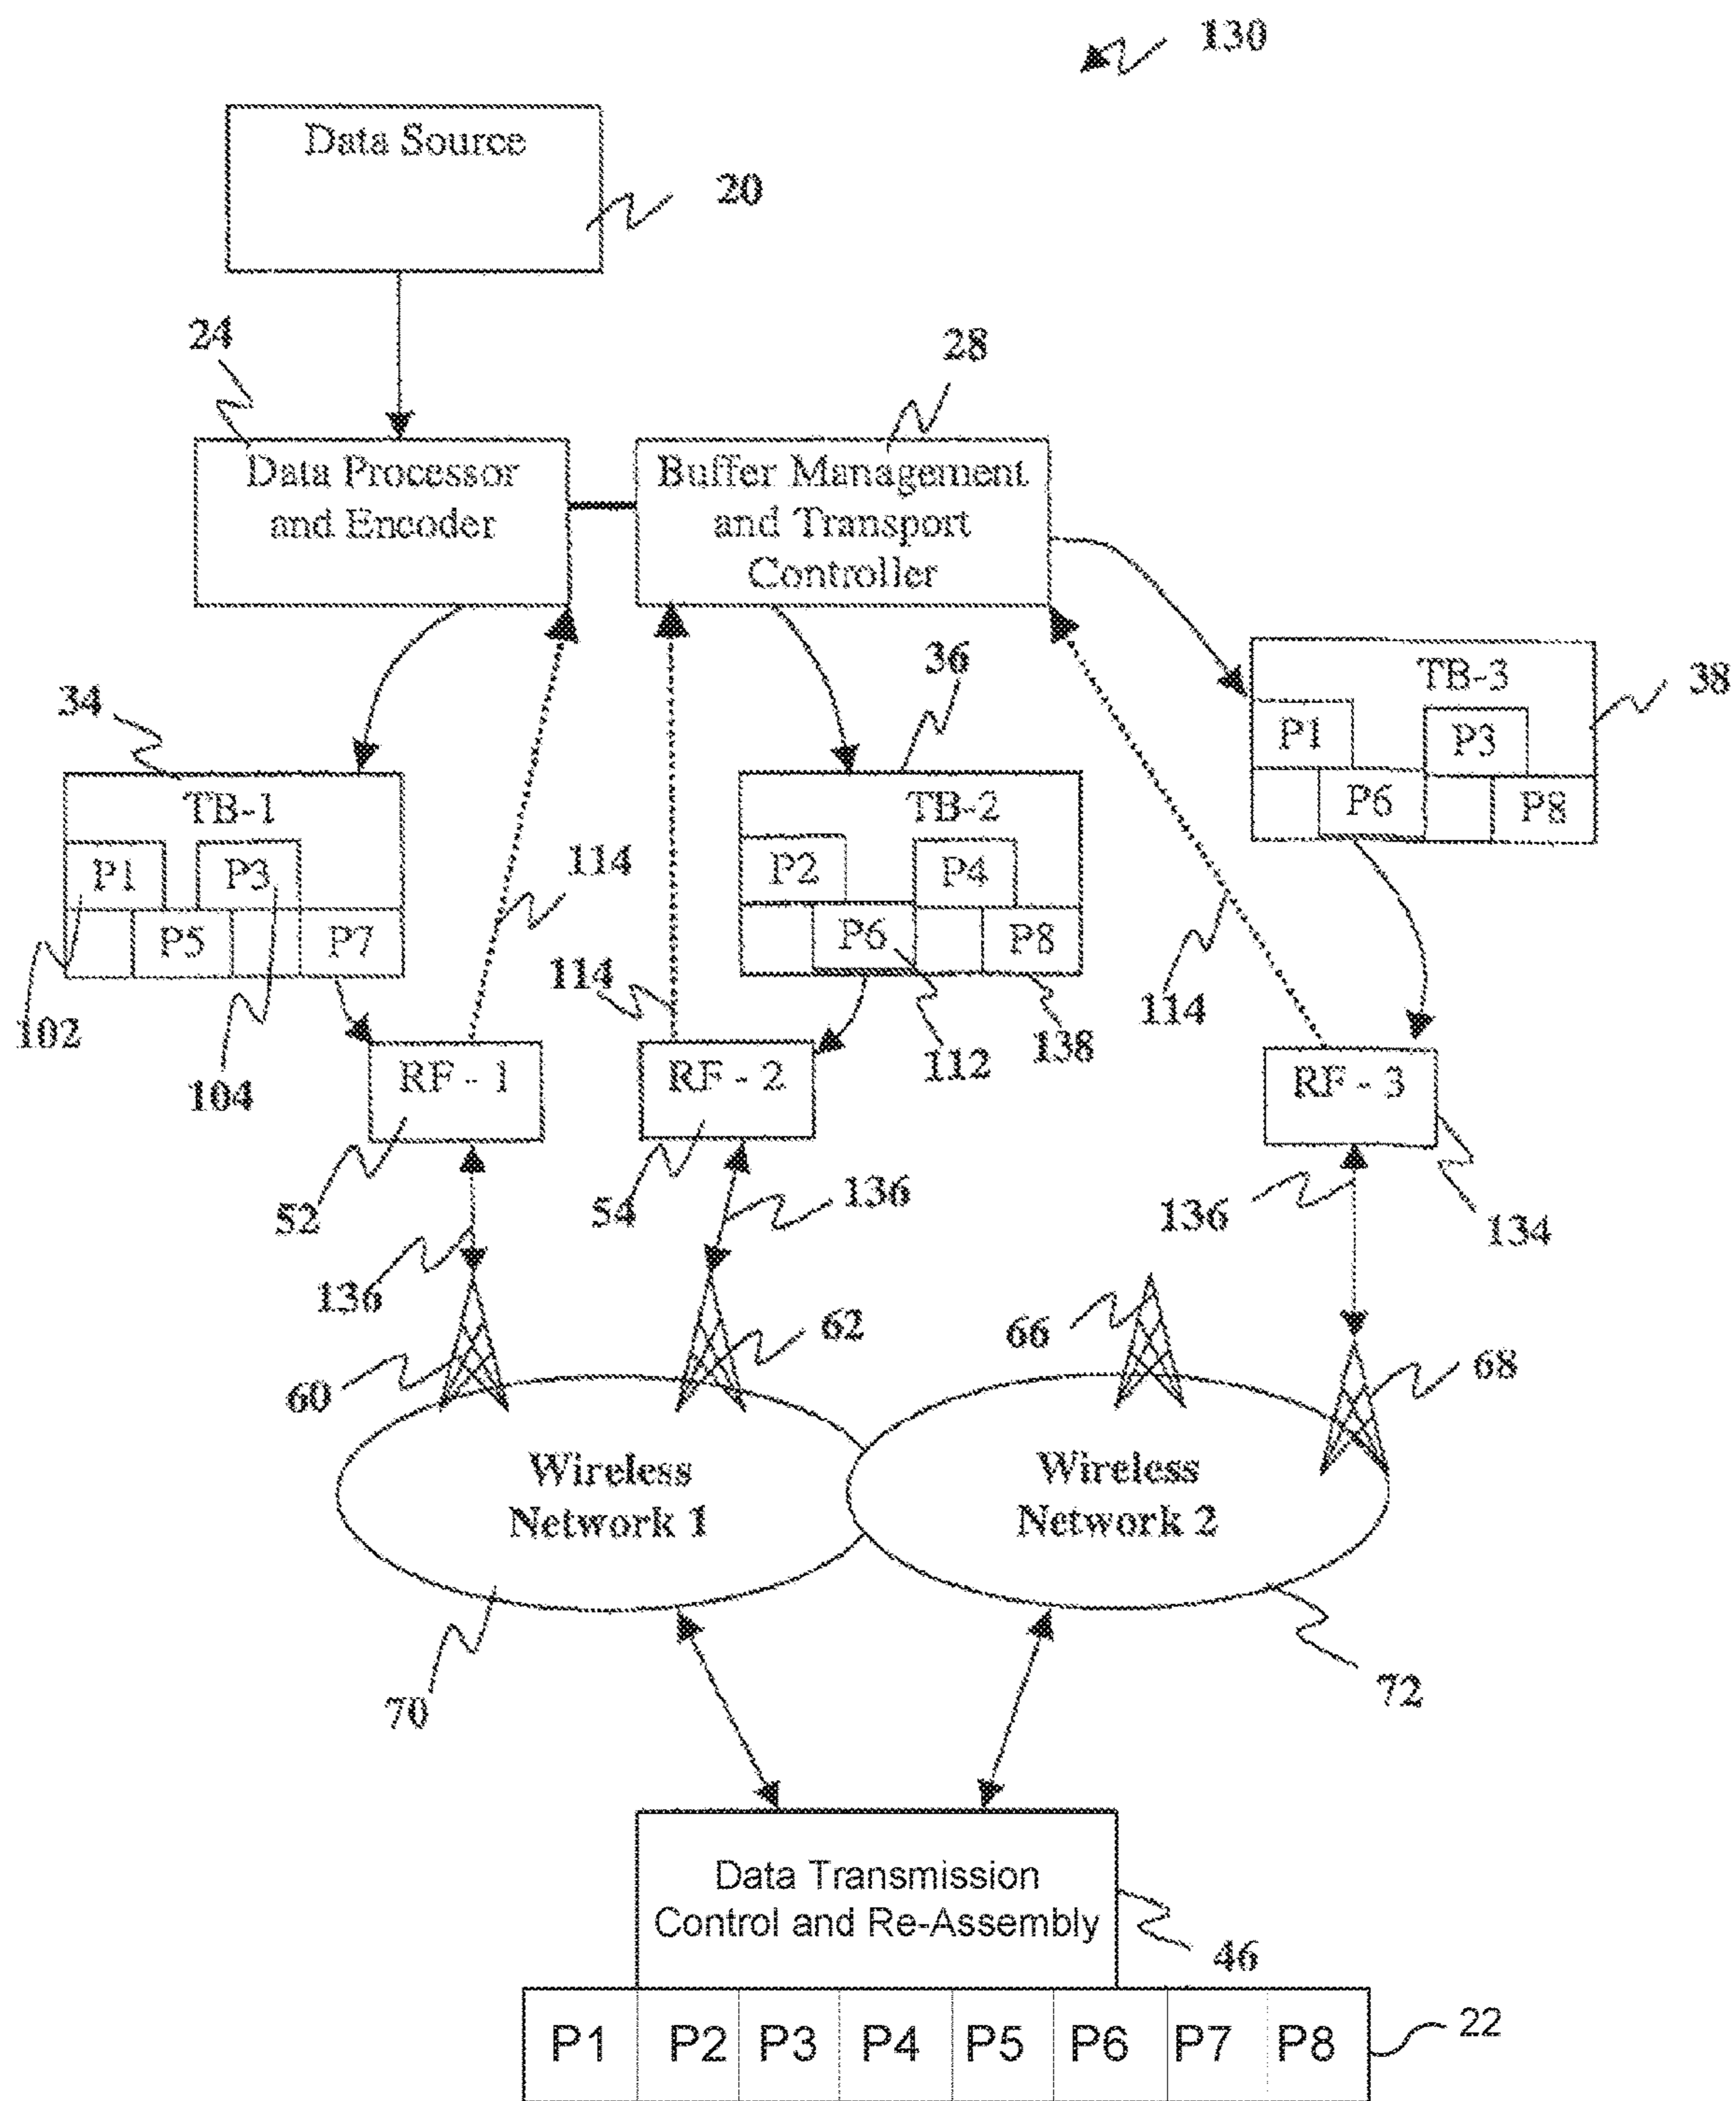 130
Data Source
20
24
28
Data Processor
and Encoder
Buffer Management
and Transport
Controller
34
36
38
TB-1
P1
P3
P5
P7
TB-2
P2
P4
P6
P8
TB-3
P1
P3
P6
P8
102
104
114
114
112
138
114
RF - 1
RF - 2
RF - 3
52
54
134
136
136
136
60
62
66
68
Wireless
Network 1
Wireless
Network 2
70
72
Data Transmission
Control and Re-Assembly
46
P1 P2 P3 P4 P5 P6 P7 P8
22